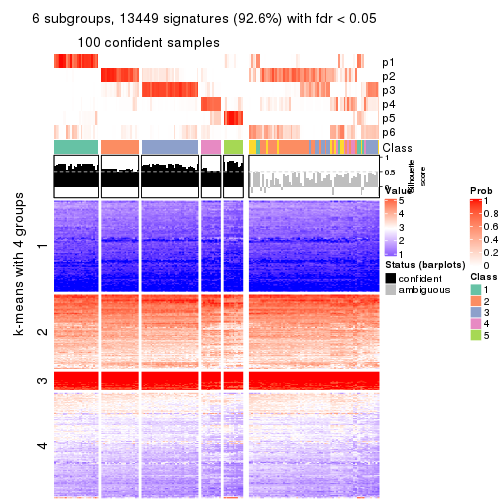 6 subgroups, 13449 signatures (92.6%) with fdr < 0.05
100 confident samples
p1
p2
p3
p4
p5
p6
Class
1
0.5
0
Silhouette
score
k-means with 4 groups
1
2
3
4
Value
5
4
3
2
1
Status (barplots)
confident
ambiguous
Prob
1
0.8
0.6
0.4
0.2
0
Class
1
2
3
4
5